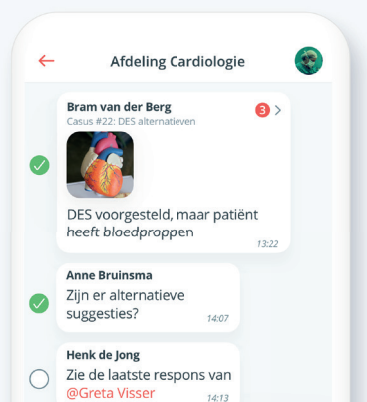 Afdeling Cardiologie
Bram van der Berg
3
Casus #22: DES alternatieven
DES voorgesteld, maar patiënt
heeft bloedproppen
13:22
Anne Bruinsma
Zijn er alternatieve
suggesties?
14:07
Henk de Jong
Zie de laatste respons van
@Greta Visser
14:13